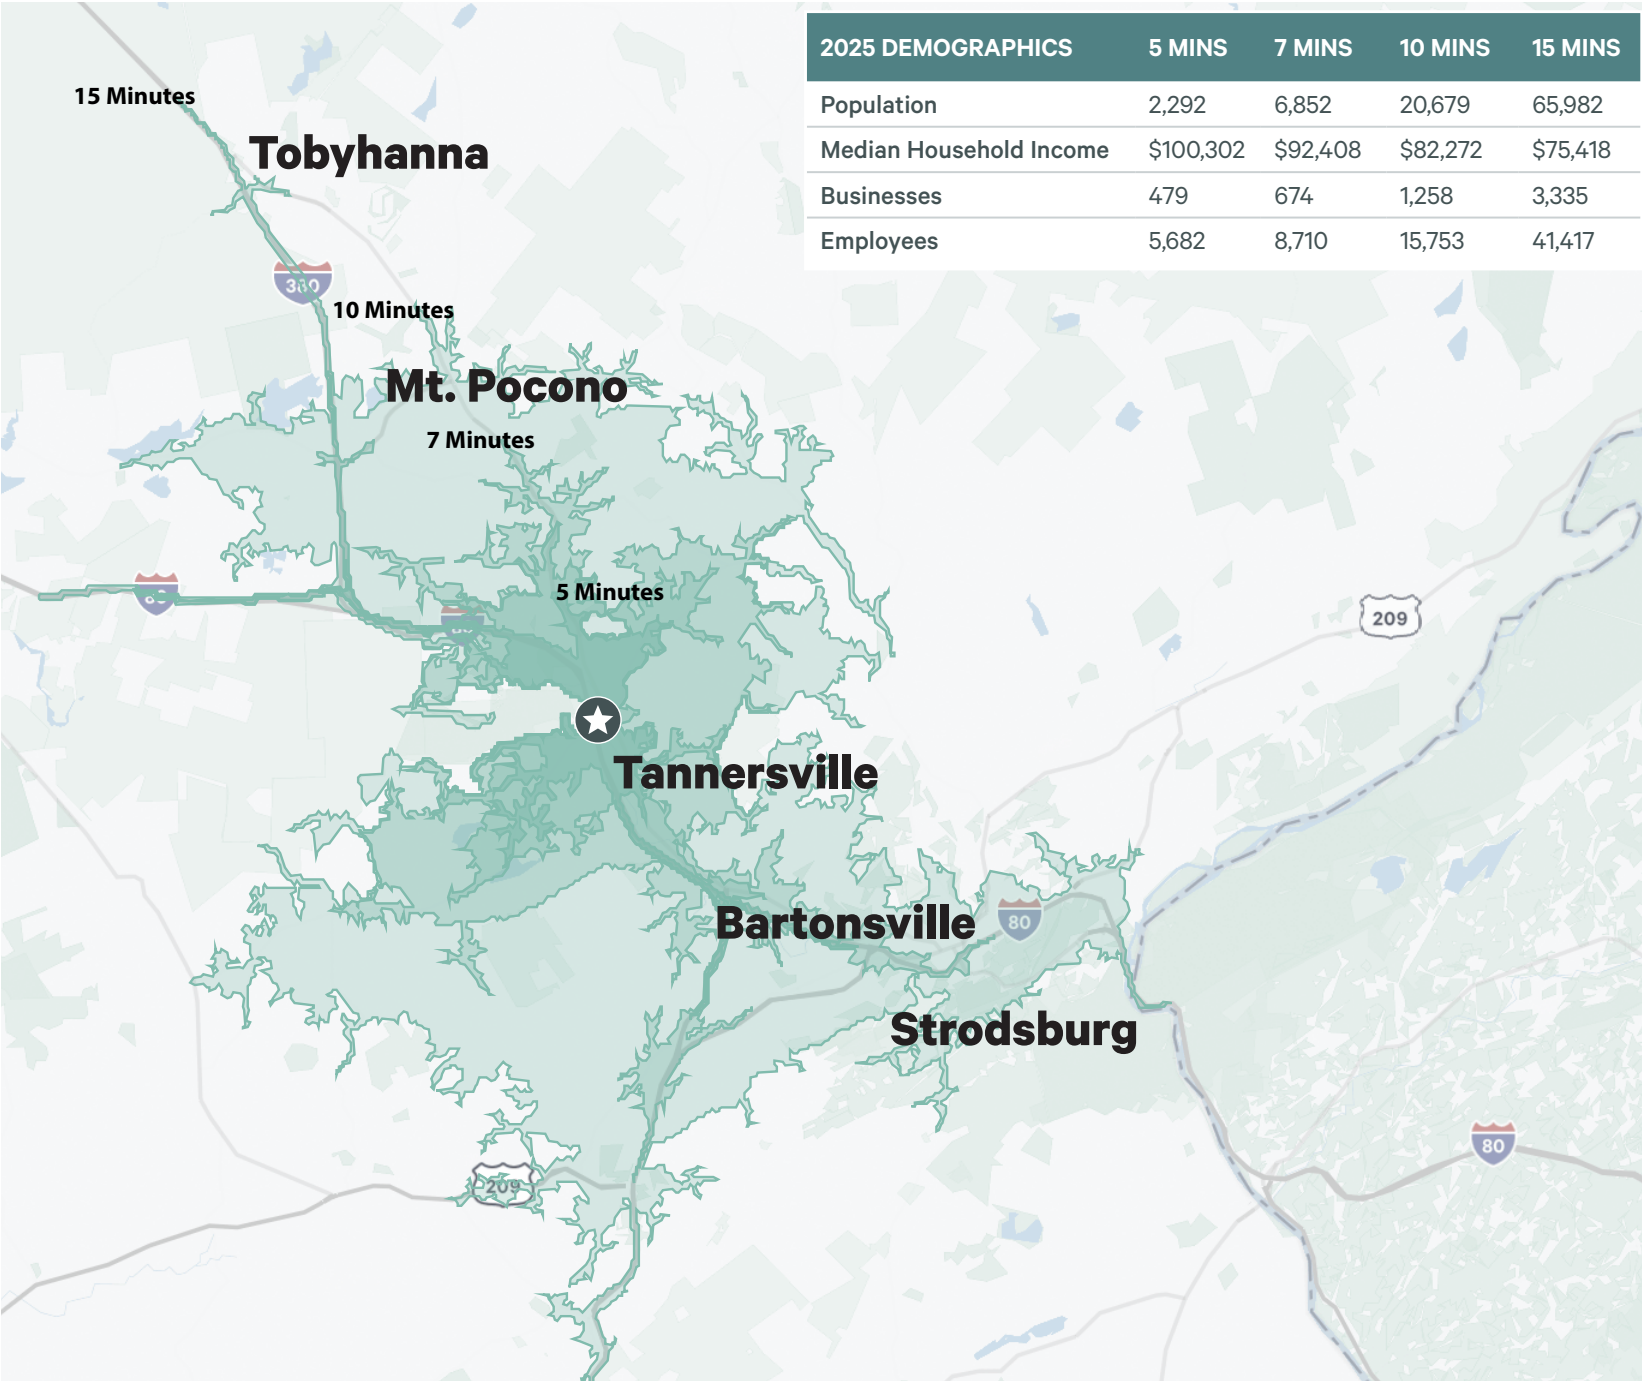 2025 DEMOGRAPHICS 5 MINS 7 MINS 10 MINS 15 MINS
Population 2,292 6,852 20,679 65,982
Median Household Income $100,302 $92,408 $82,272 $75,418
Businesses 479 674 1,258 3,335
Employees 5,682 8,710 15,753 41,417
15 Minutes
Tobyhanna
380
10 Minutes
Mt. Pocono
7 Minutes
5 Minutes
80
80
209
Tannersville
Bartonsville
80
Strodsburg
80
209